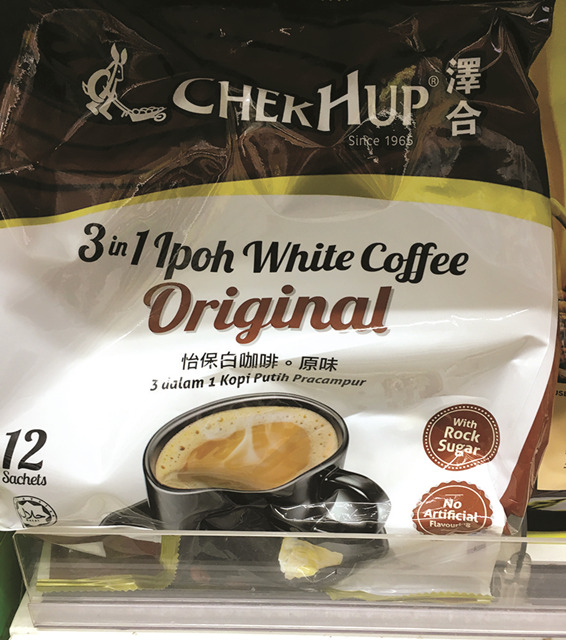 CHEKHUP® 澤合
Since 1965
3 in 1 Ipoh White Coffee
Original
怡保白咖啡。原味
3 dalam 1 Kopi Putih Pracampur
12
Sachets
With
Rock
Sugar
No
Artificial
حلال